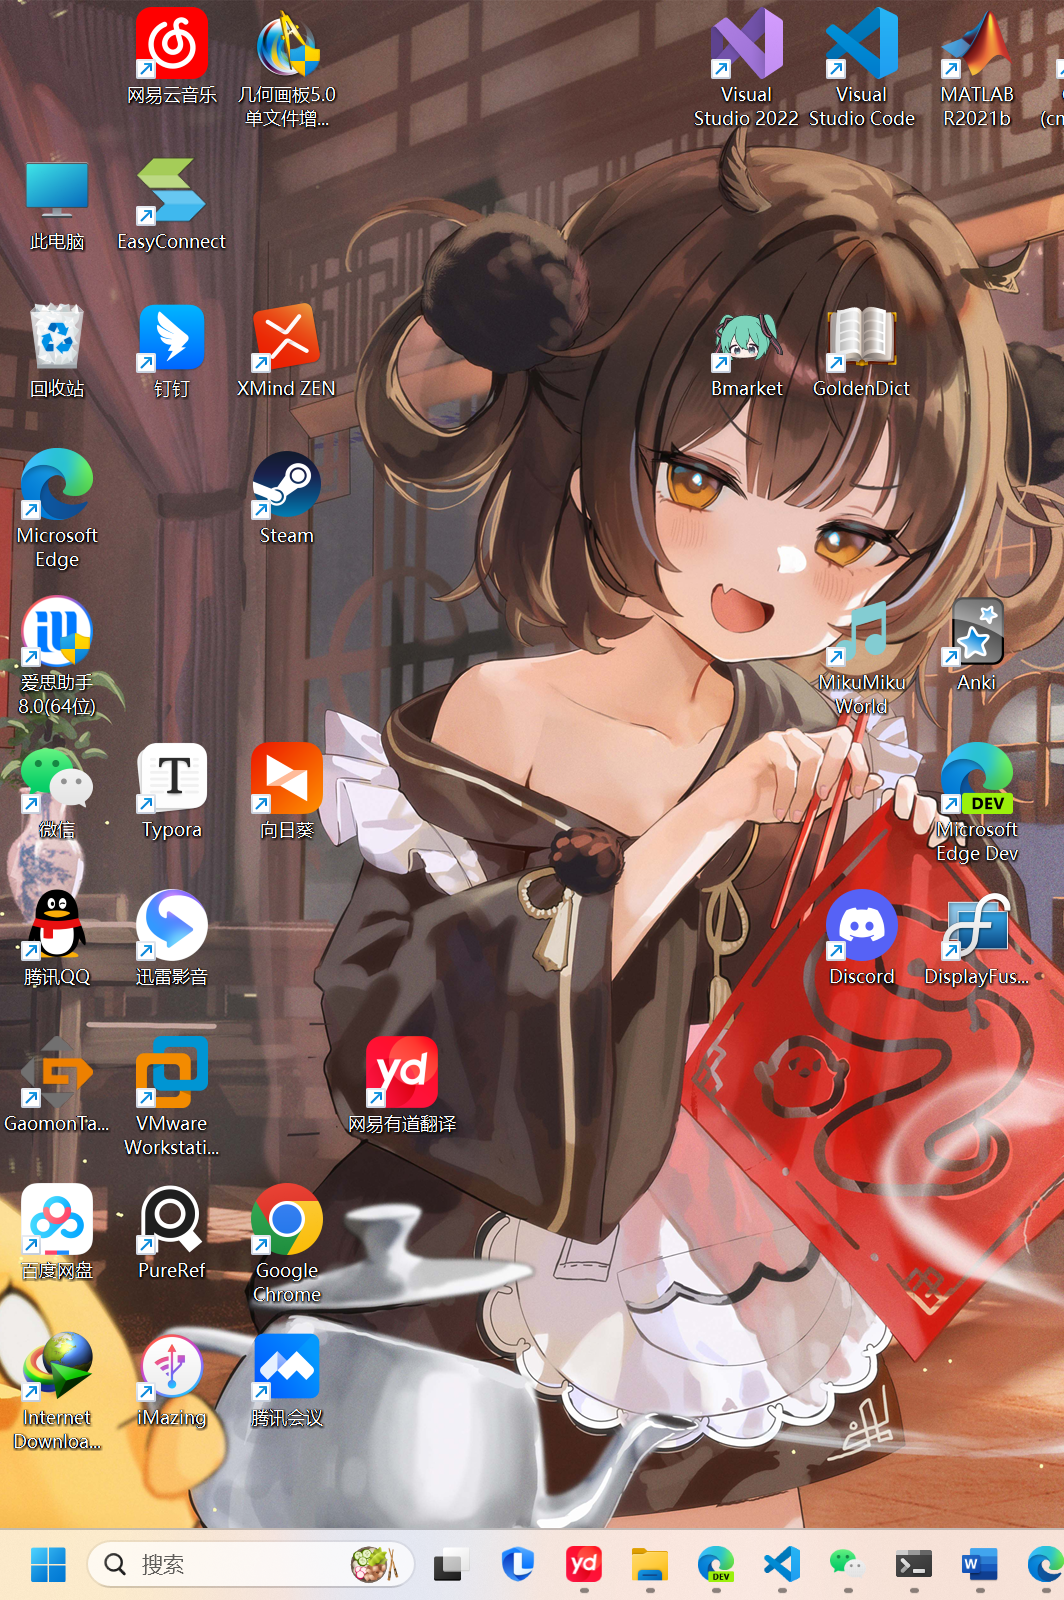 网易云音乐
几何画板5.0
单文件增...
Visual
Studio 2022
Visual
Studio Code
MATLAB
R2021b
(cm
此电脑
EasyConnect
回收站
钉钉
XMind ZEN
Bmarket
GoldenDict
Microsoft
Edge
Steam
爱思助手
8.0(64位)
MikuMiku
World
Anki
微信
T
Typora
向日葵
DEV
Microsoft
Edge Dev
腾讯QQ
迅雷影音
Discord
DisplayFus...
GaomonTa...
VMware
Workstati...
yd
网易有道翻译
百度网盘
PureRef
Google
Chrome
Internet
Downloa...
iMazing
腾讯会议
搜索
yd
DEV
W